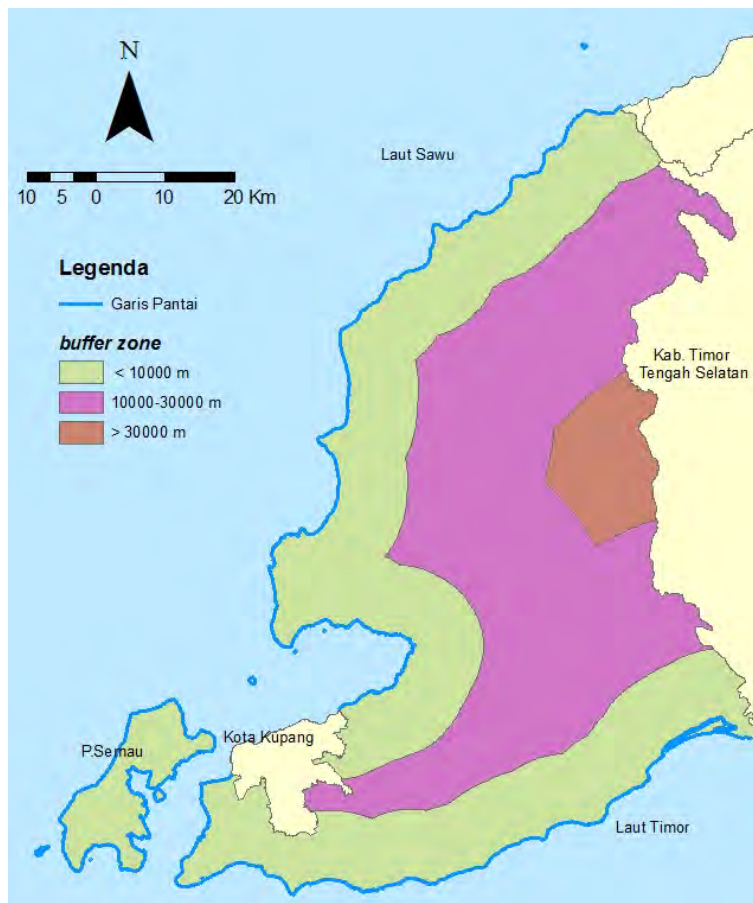 N
10 5 0 10 20 Km
Laut Sawu
Legenda
Garis Pantai
buffer zone
< 10000 m
10000-30000 m
> 30000 m
Kab. Timor
Tengah Selatan
Kota Kupang
P.Semau
Laut Timor